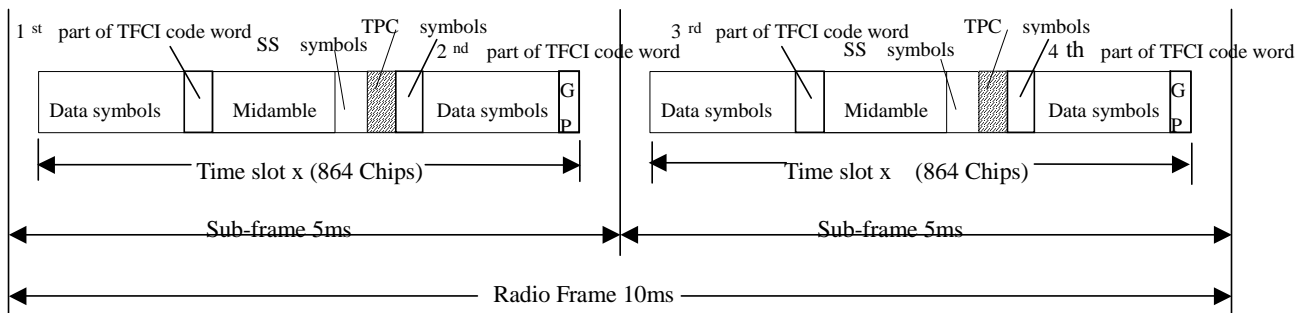 1 st part of TFCI code word
SS symbols
TPC symbols
2 nd part of TFCI code word
Data symbols
Midamble
Data symbols
G
P
Time slot x (864 Chips)
3 rd part of TFCI code word
SS symbols
TPC symbols
4 th part of TFCI code word
Data symbols
Midamble
Data symbols
G
P
Time slot x (864 Chips)
Sub-frame 5ms
Sub-frame 5ms
Radio Frame 10ms